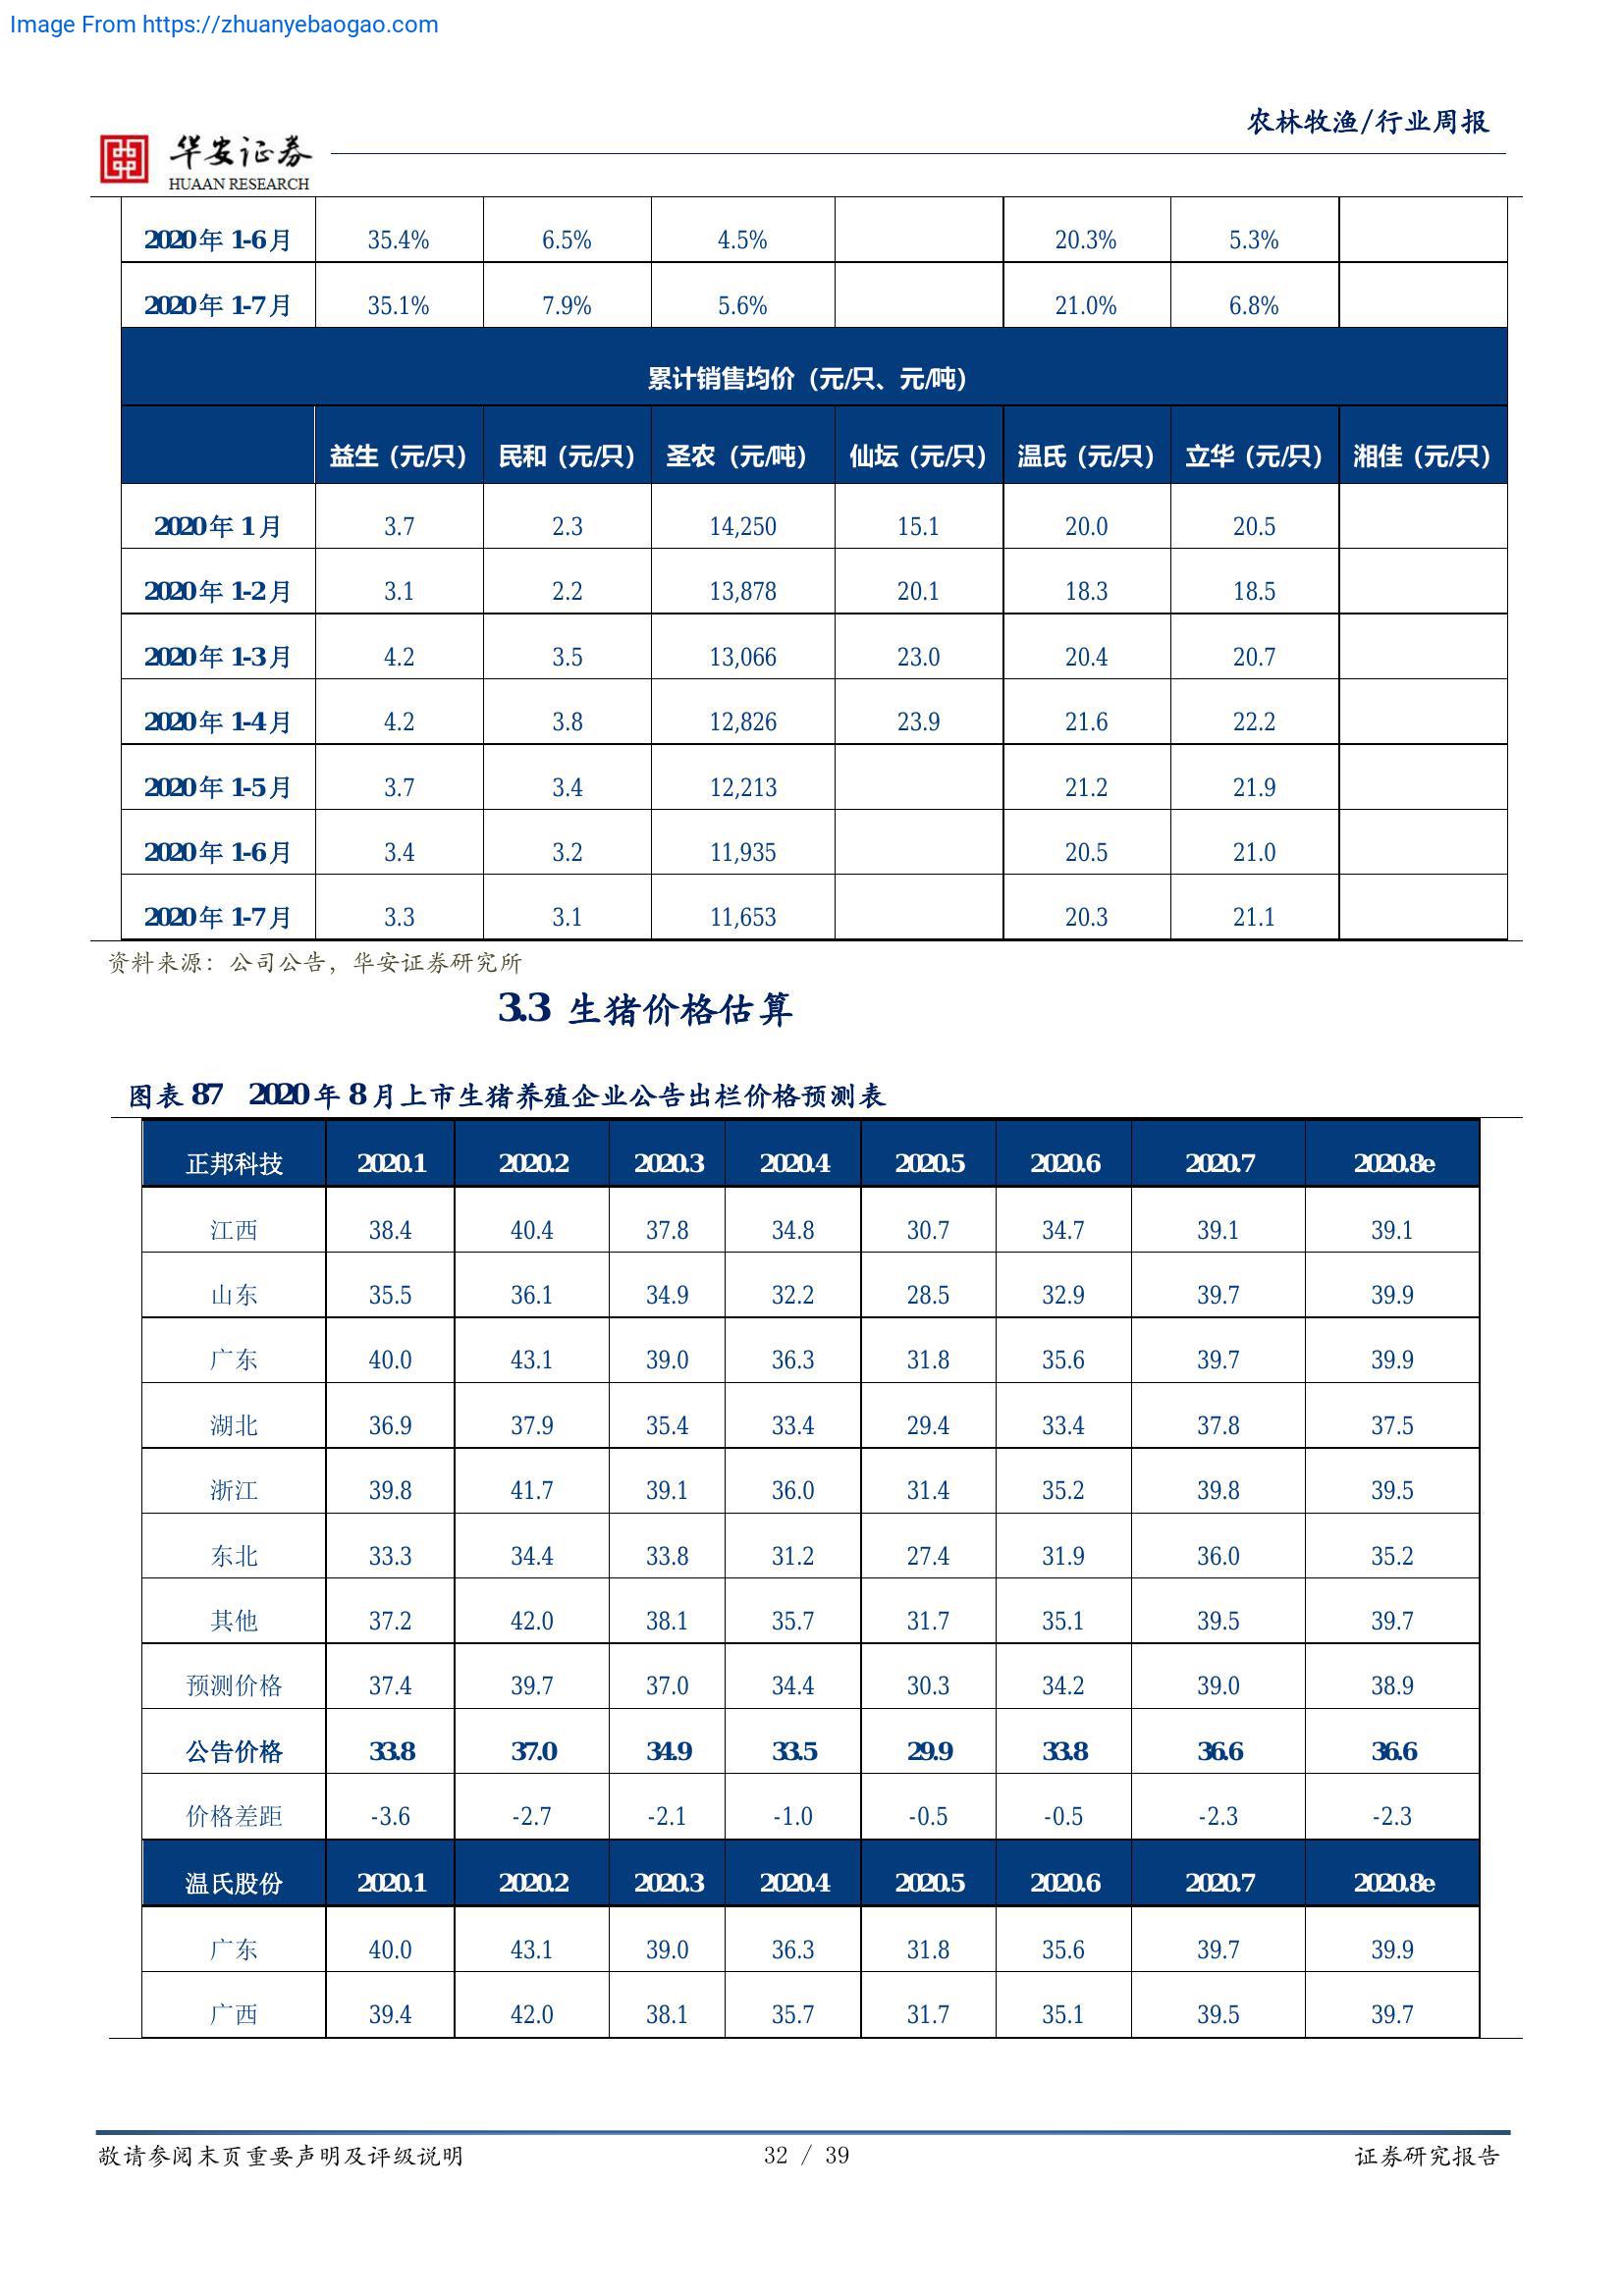 Image From https://zhuanyebaogao.com
农林牧渔/行业周报
华安证券
HUAAN RESEARCH
2020年1-6月 35.4% 6.5% 4.5% 20.3% 5.3%
2020年1-7月 35.1% 7.9% 5.6% 21.0% 6.8%
累计销售均价（元/只、元/吨）
益生（元/只） 民和（元/只） 圣农（元/吨） 仙坛（元/只） 温氏（元/只） 立华（元/只） 湘佳（元/只）
2020年1月 3.7 2.3 14,250 15.1 20.0 20.5
2020年1-2月 3.1 2.2 13,878 20.1 18.3 18.5
2020年1-3月 4.2 3.5 13,066 23.0 20.4 20.7
2020年1-4月 4.2 3.8 12,826 23.9 21.6 22.2
2020年1-5月 3.7 3.4 12,213 21.2 21.9
2020年1-6月 3.4 3.2 11,935 20.5 21.0
2020年1-7月 3.3 3.1 11,653 20.3 21.1
资料来源：公司公告，华安证券研究所
3.3 生猪价格估算
图表 87 2020年8月上市生猪养殖企业公告出栏价格预测表
正邦科技 2020.1 2020.2 2020.3 2020.4 2020.5 2020.6 2020.7 2020.8e
江西 38.4 40.4 37.8 34.8 30.7 34.7 39.1 39.1
山东 35.5 36.1 34.9 32.2 28.5 32.9 39.7 39.9
广东 40.0 43.1 39.0 36.3 31.8 35.6 39.7 39.9
湖北 36.9 37.9 35.4 33.4 29.4 33.4 37.8 37.5
浙江 39.8 41.7 39.1 36.0 31.4 35.2 39.8 39.5
东北 33.3 34.4 33.8 31.2 27.4 31.9 36.0 35.2
其他 37.2 42.0 38.1 35.7 31.7 35.1 39.5 39.7
预测价格 37.4 39.7 37.0 34.4 30.3 34.2 39.0 38.9
公告价格 33.8 37.0 34.9 33.5 29.9 33.8 36.6 36.6
价格差距 -3.6 -2.7 -2.1 -1.0 -0.5 -0.5 -2.3 -2.3
温氏股份 2020.1 2020.2 2020.3 2020.4 2020.5 2020.6 2020.7 2020.8e
广东 40.0 43.1 39.0 36.3 31.8 35.6 39.7 39.9
广西 39.4 42.0 38.1 35.7 31.7 35.1 39.5 39.7
敬请参阅末页重要声明及评级说明 32 / 39 证券研究报告